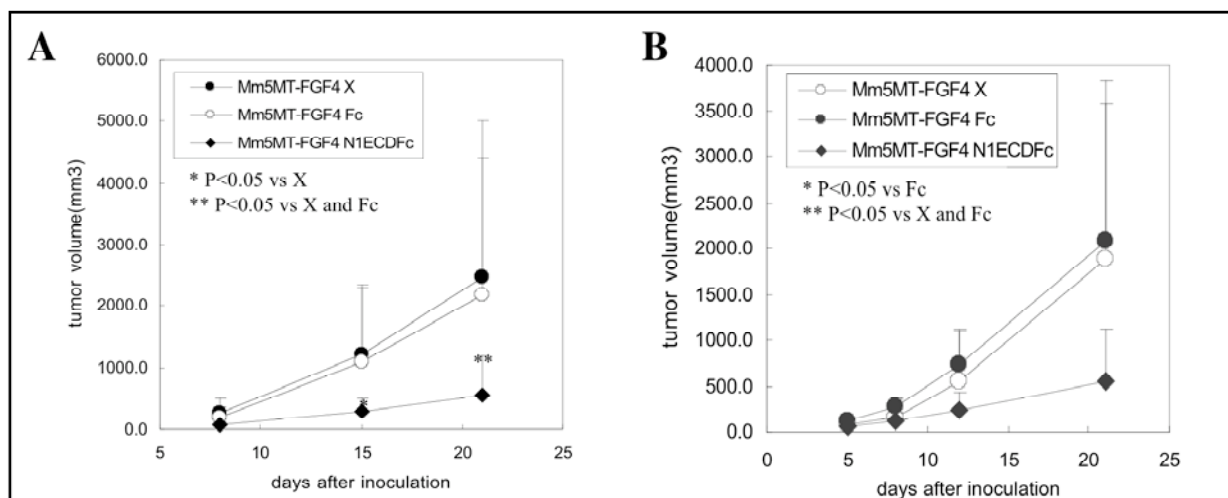 A
6000.0
5000.0
4000.0
3000.0
2000.0
1000.0
0.0
tumor volume(mm3)
Mm5MT-FGF4 X
Mm5MT-FGF4 Fc
Mm5MT-FGF4 N1ECDFc
* P<0.05 vs X
** P<0.05 vs X and Fc
*
**
5 10 15 20 25
days after inoculation
B
4000.0
3500.0
3000.0
2500.0
2000.0
1500.0
1000.0
500.0
0.0
tumor volume(mm3)
Mm5MT-FGF4 X
Mm5MT-FGF4 Fc
Mm5MT-FGF4 N1ECDFc
* P<0.05 vs Fc
** P<0.05 vs X and Fc
0 5 10 15 20 25
days after inoculation